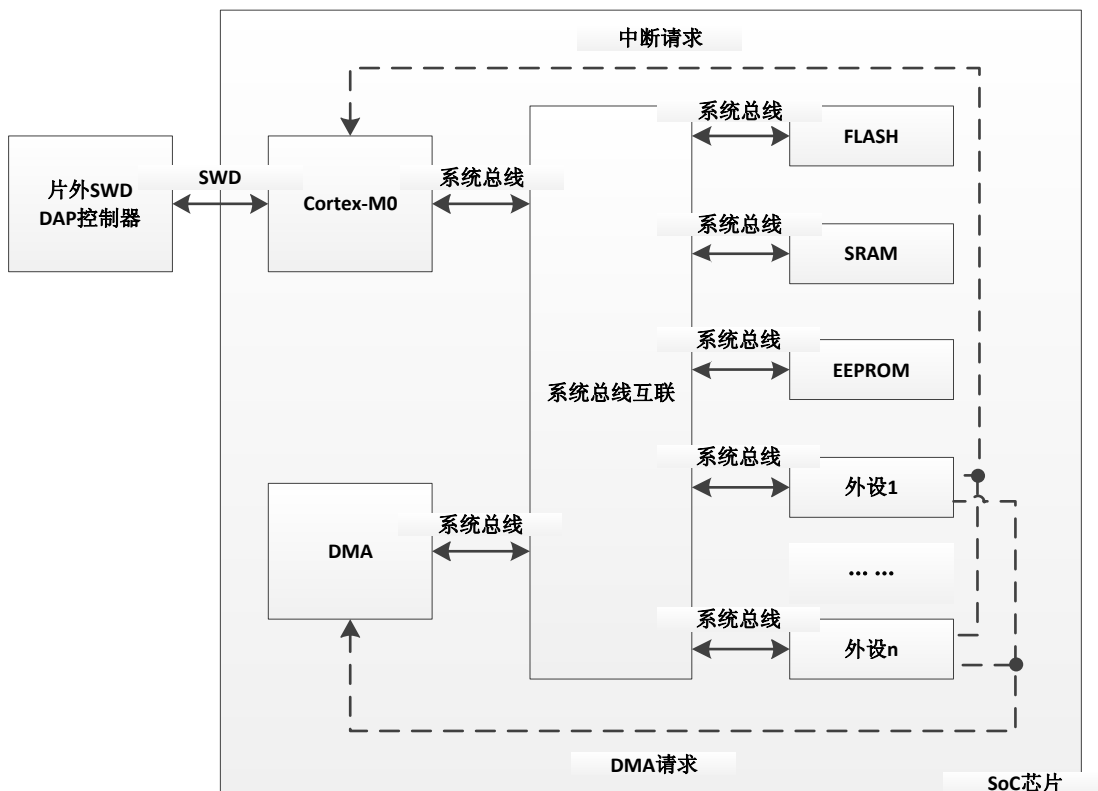 中断请求
系统总线
FLASH
片外SWD
DAP控制器
SWD
Cortex-M0
系统总线
系统总线
SRAM
系统总线
EEPROM
系统总线互联
系统总线
外设1
DMA
系统总线
... ...
系统总线
外设n
DMA请求
SoC芯片